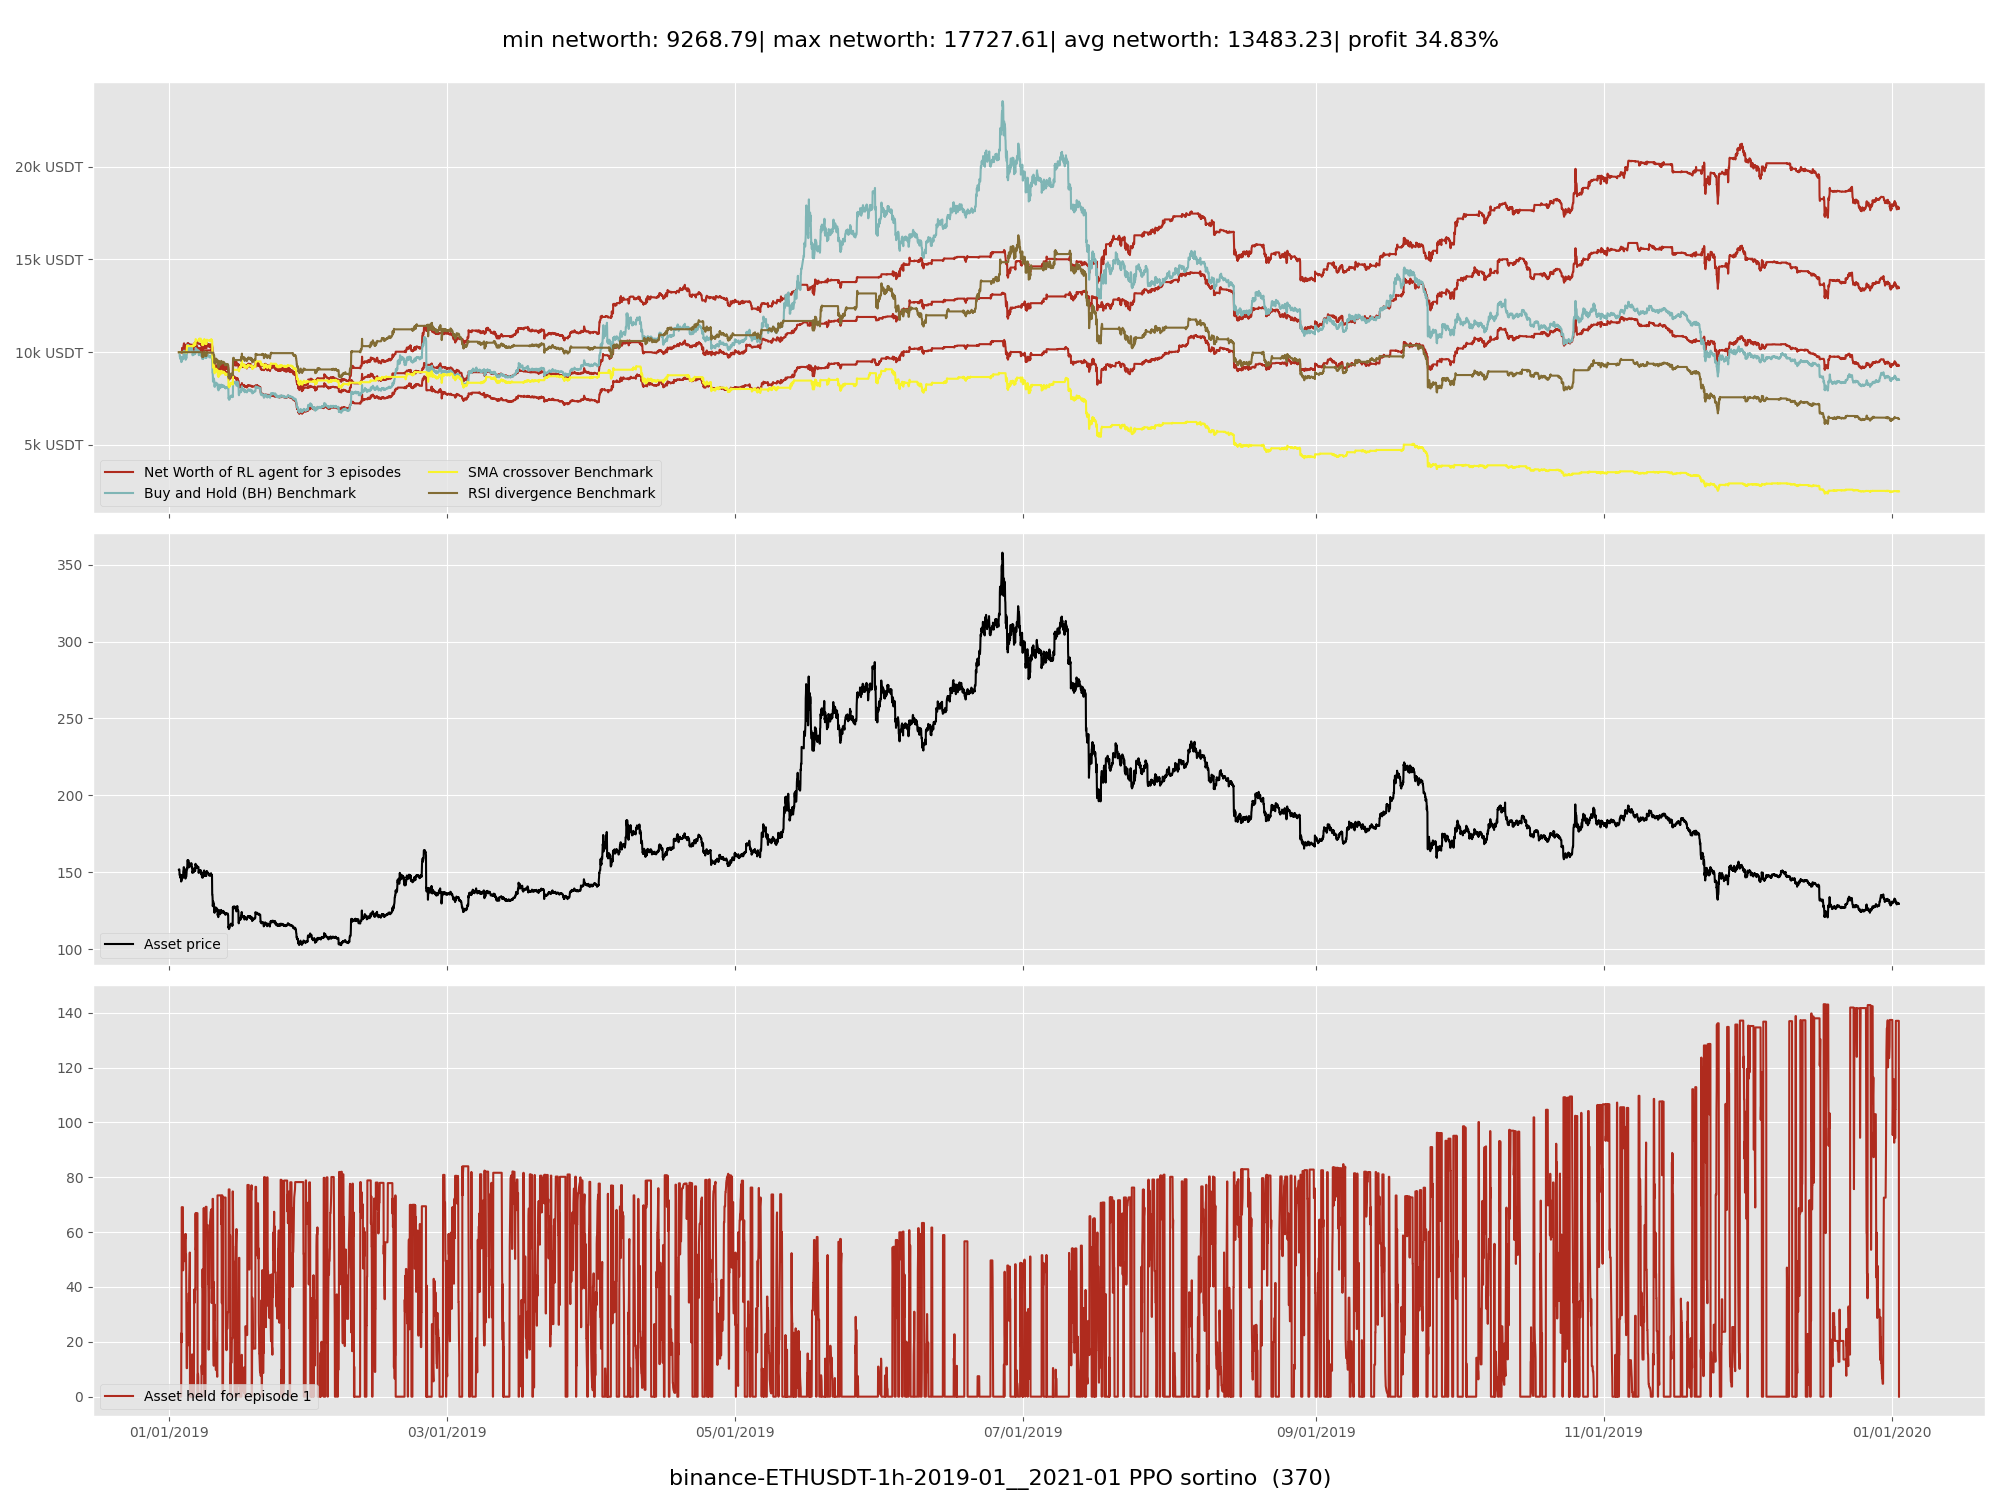 min networth: 9268.79| max networth: 17727.61| avg networth: 13483.23| profit 34.83%
20k USDT
15k USDT
10k USDT
5k USDT
Net Worth of RL agent for 3 episodes
Buy and Hold (BH) Benchmark
SMA crossover Benchmark
RSI divergence Benchmark
350
300
250
200
150
100
Asset price
140
120
100
80
60
40
20
0
Asset held for episode 1
01/01/2019
03/01/2019
05/01/2019
07/01/2019
09/01/2019
11/01/2019
01/01/2020
binance-ETHUSDT-1h-2019-01__2021-01 PPO sortino  (370)